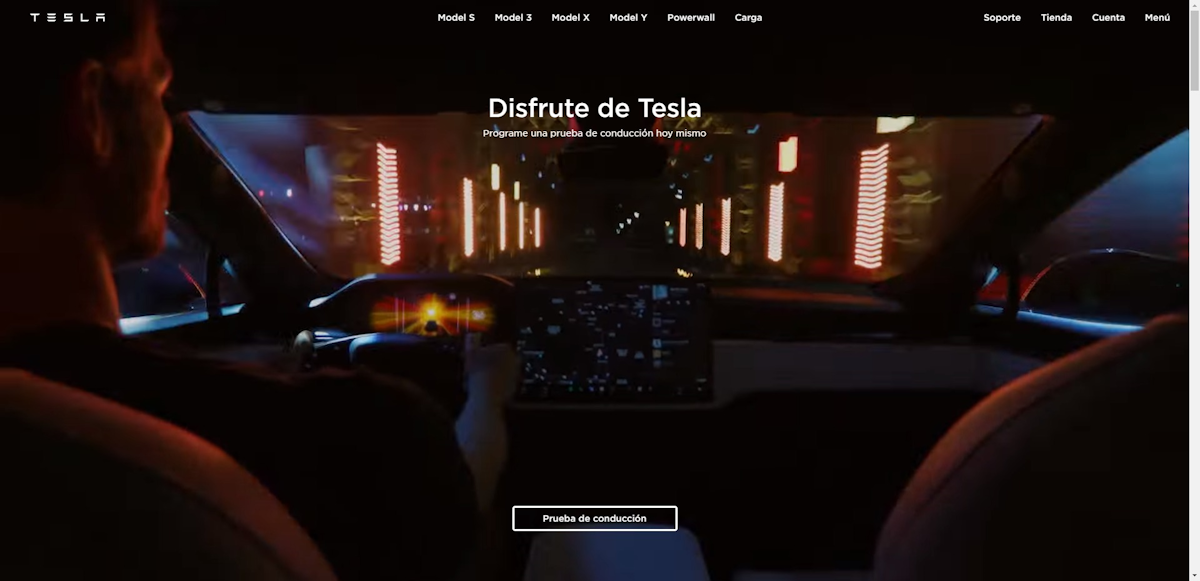 TESLA
Model S
Model 3
Model X
Model Y
Powerwall
Carga
Soporte
Tienda
Cuenta
Menú
Disfrute de Tesla
Programe una prueba de conducción hoy mismo
Prueba de conducción